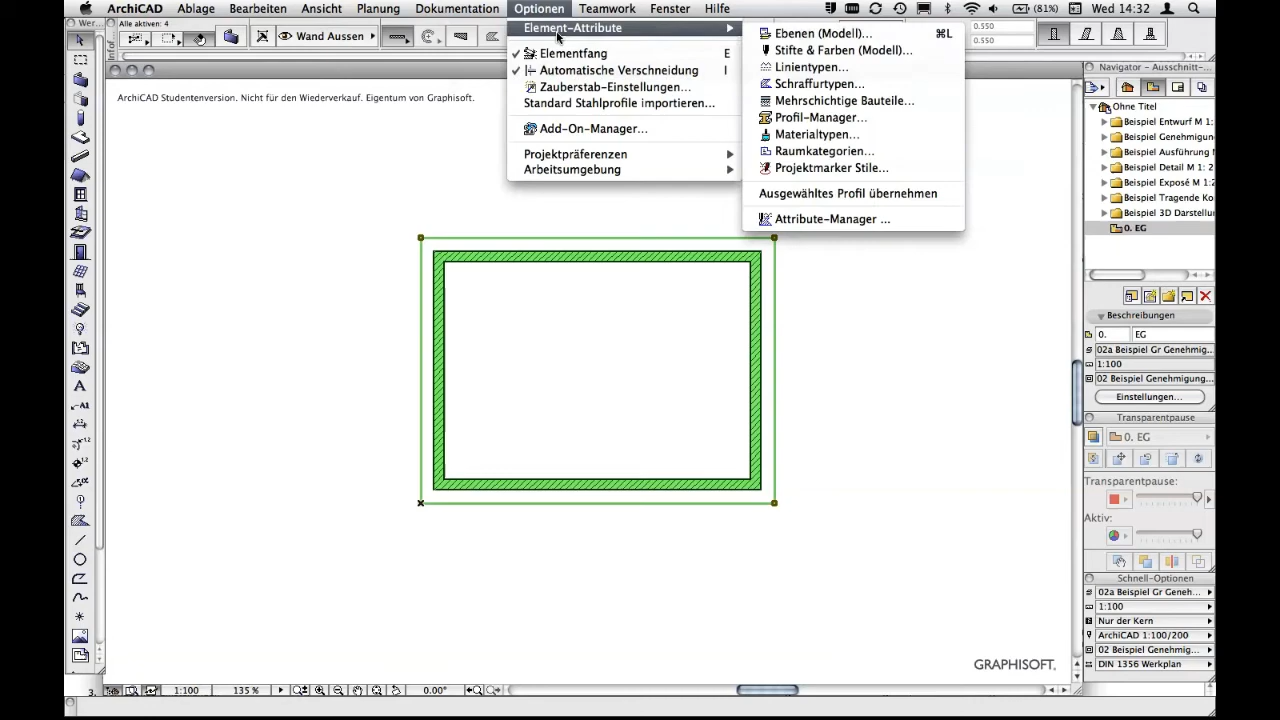 ArchiCAD Ablage Bearbeiten Ansicht Planung Dokumentation Optionen Teamwork Fenster Hilfe (81%) Wed 14:32
Wer
Alle aktiven: 4
Wand Aussen
0.550
0.550
ArchiCAD Studentenversion. Nicht für den Wiederverkauf. Eigentum von Graphisoft.
Element-Attribute
Elementfang E
Automatische Verschneidung I
Zauberstab-Einstellungen...
Standard Stahlprofile importieren...
Add-On-Manager...
Projektpräferenzen
Arbeitsumgebung
Ebenen (Modell)... ⌘L
Stifte & Farben (Modell)...
Linientypen...
Schraffurtypen...
Mehrschichtige Bauteile...
Profil-Manager...
Materialtypen...
Raumkategorien...
Projektmarker Stile...
Ausgewähltes Profil übernehmen
Attribute-Manager ...
Navigator - Ausschnitt-...
Ohne Titel
Beispiel Entwurf M 1:
Beispiel Genehmigung
Beispiel Ausführung M
Beispiel Detail M 1:2
Beispiel Exposé M 1:
Beispiel Tragende Ko
Beispiel 3D Darstellu
0. EG
Beschreibungen
0. EG
02a Beispiel Gr Genehmig...
1:100
02 Beispiel Genehmigung...
Einstellungen...
Transparentpause
0. EG
Transparentpause:
Aktiv:
Schnell-Optionen
02a Beispiel Gr Geneh...
1:100
Nur der Kern
ArchiCAD 1:100/200
02 Beispiel Genehmig...
DIN 1356 Werkplan
GRAPHISOFT.
3. 1:100 135 % 0.00°